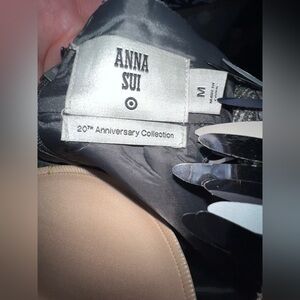 ANNA
SUI
M
20TH Anniversary Collection